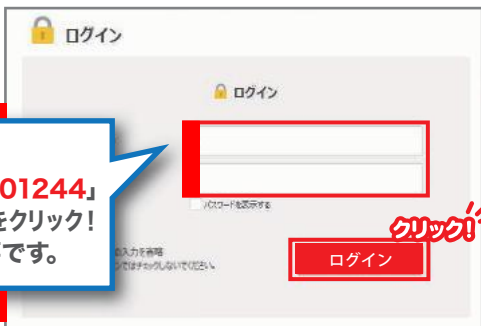 ログイン
ログイン
01244」
をクリック!
です。
パスワードを表示する
の入力を省略
ではチェックしないでください。
クリック!
ログイン